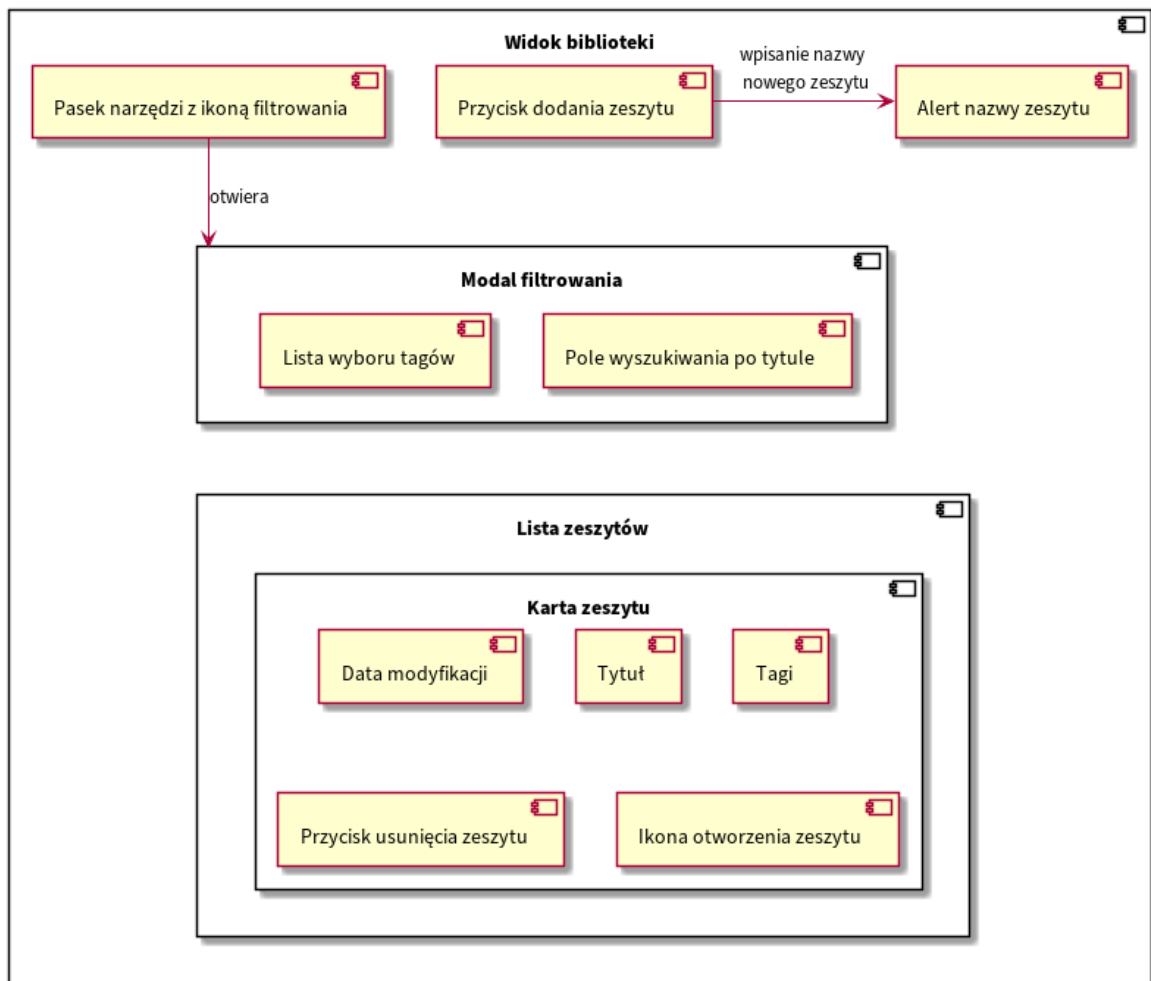 Widok biblioteki
Pasek narzędzi z ikoną filtrowania
Przycisk dodania zeszytu
wpisanie nazwy
nowego zeszytu
Alert nazwy zeszytu
otwiera
Modal filtrowania
Lista wyboru tagów
Pole wyszukiwania po tytule
Lista zeszytów
Karta zeszytu
Data modyfikacji
Tytuł
Tagi
Przycisk usunięcia zeszytu
Ikona otworzenia zeszytu